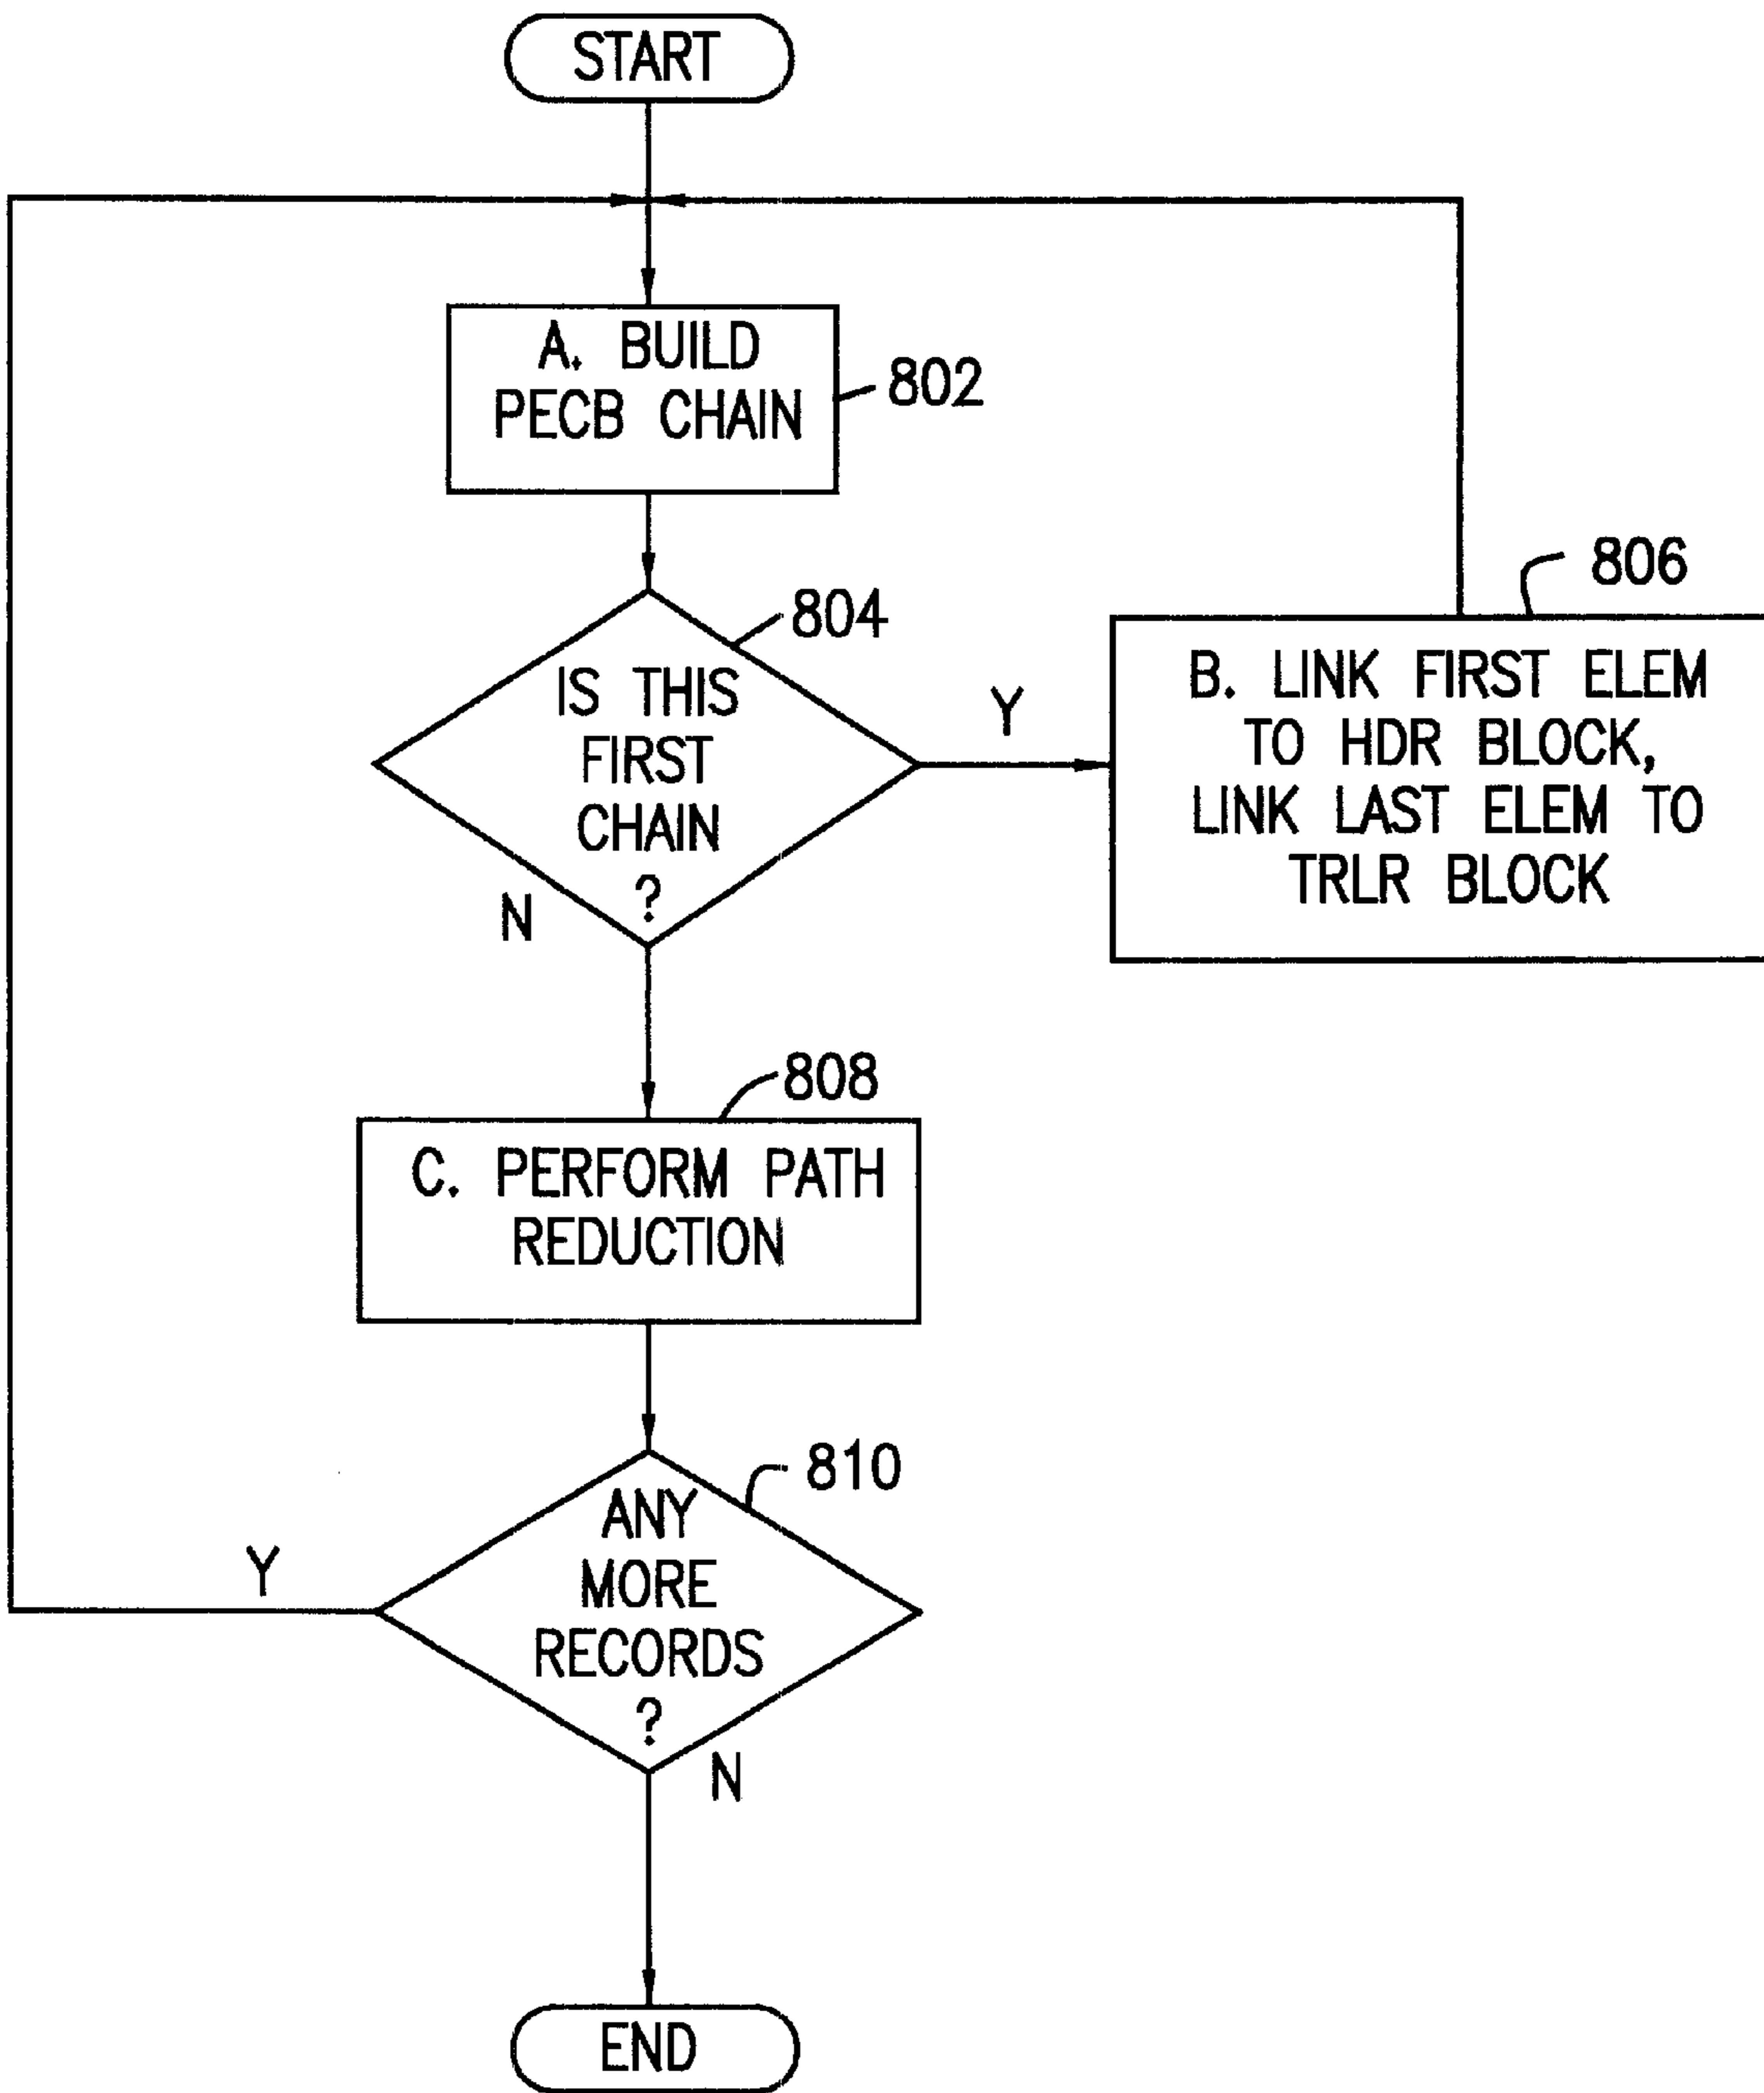 START
A. BUILD
PECB CHAIN
802
804
IS THIS
FIRST
CHAIN
?
Y
N
806
B. LINK FIRST ELEM
TO HDR BLOCK,
LINK LAST ELEM TO
TRLR BLOCK
808
C. PERFORM PATH
REDUCTION
810
ANY
MORE
RECORDS
?
Y
N
END